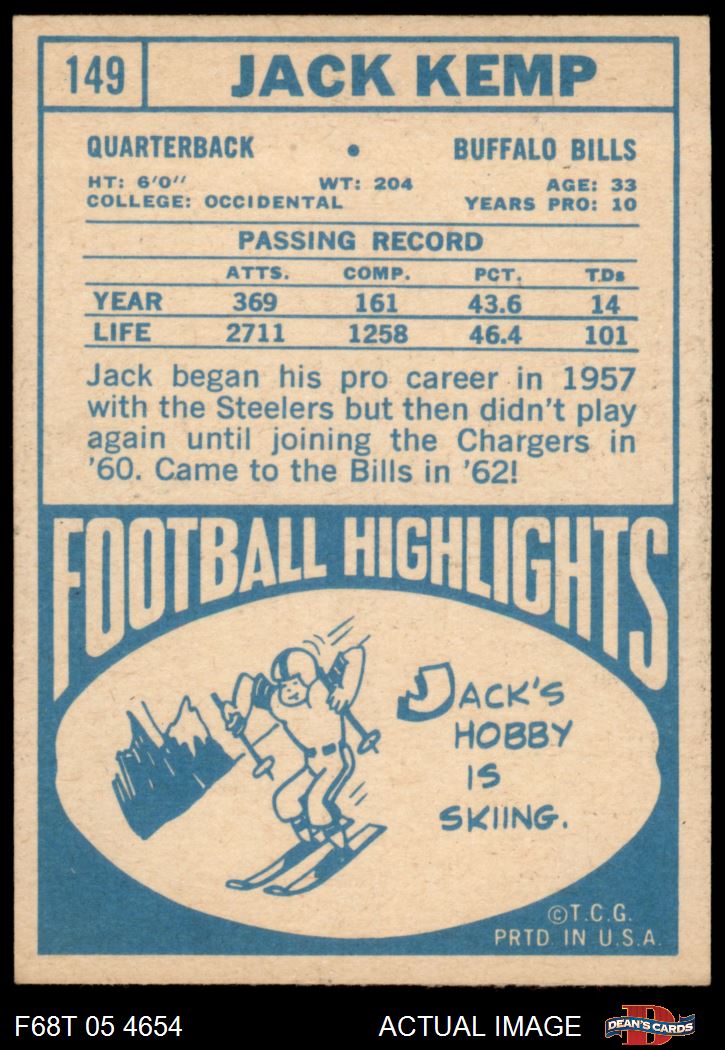 149 JACK KEMP
QUARTERBACK • BUFFALO BILLS
HT: 6'0" WT: 204 AGE: 33
COLLEGE: OCCIDENTAL YEARS PRO: 10
PASSING RECORD
ATTS. COMP. PCT. TDs
YEAR 369 161 43.6 14
LIFE 2711 1258 46.4 101
Jack began his pro career in 1957
with the Steelers but then didn't play
again until joining the Chargers in
'60. Came to the Bills in '62!
FOOTBALL HIGHLIGHTS
JACK'S
HOBBY
IS
SKIING.
©T.C.G.
PRTD. IN U.S.A.
F68T 05 4654 ACTUAL IMAGE D DEAN'S CARDS